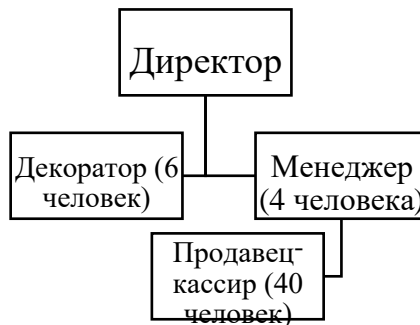 Директор
Декоратор (6
человек)
Менеджер
(4 человека)
Продавец-
кассир (40
человек)